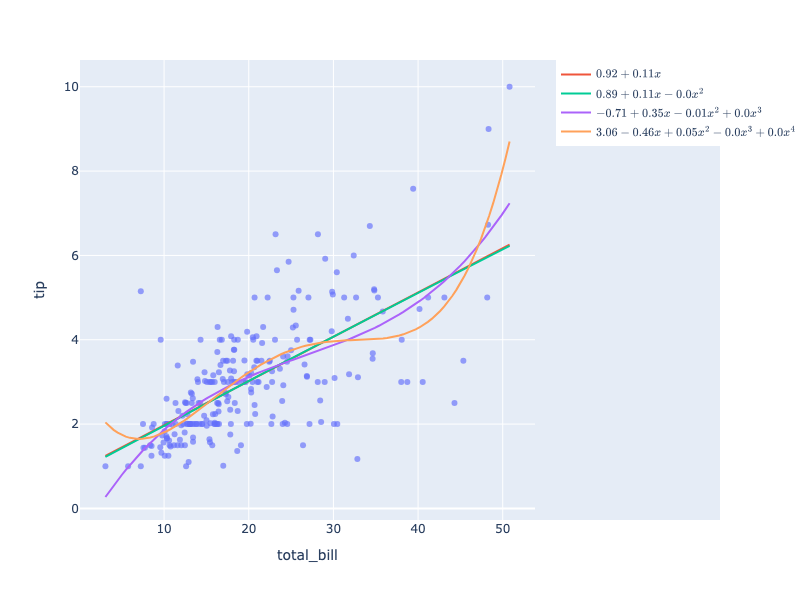 10
8
6
4
2
0
tip
10 20 30 40 50
total_bill
0.92 + 0.11x
0.89 + 0.11x − 0.0x²
−0.71 + 0.35x − 0.01x² + 0.0x³
3.06 − 0.46x + 0.05x² − 0.0x³ + 0.0x⁴